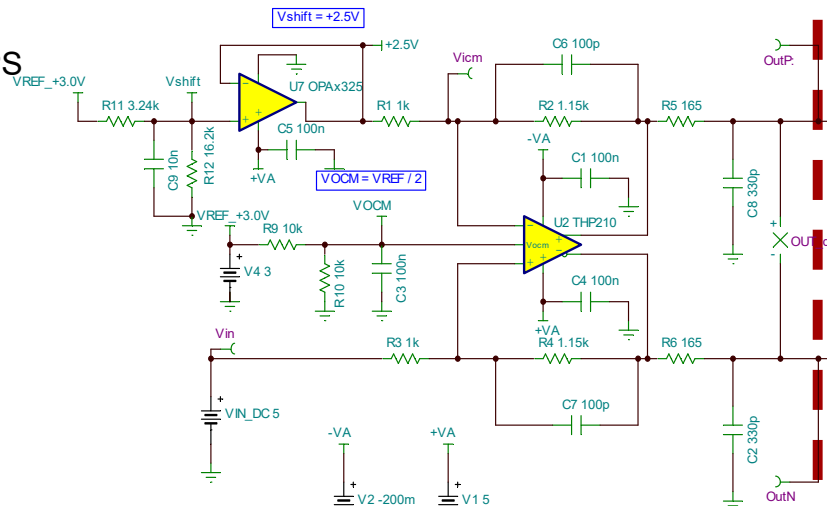 Vshift = +2.5V
S
+2.5V
Vicm
C6 100p
OutP:
VREF_+3.0V
Vshift
U7 OPAx325
R11 3.24k
R1 1k
R2 1.15k
R5 165
C9 10n
R12 16.2k
C5 100n
+VA
-VA
C1 100n
C8 330p
VOCM = VREF / 2
VOCM
U2 THP210
VREF_+3.0V
R9 10k
Vocm
V4 3
R10 10k
C3 100n
C4 100n
+VA
Vin
R3 1k
R4 1.15k
R6 165
C7 100p
VIN_DC 5
C2 330p
-VA
+VA
V2 -200m
V1 5
OutN